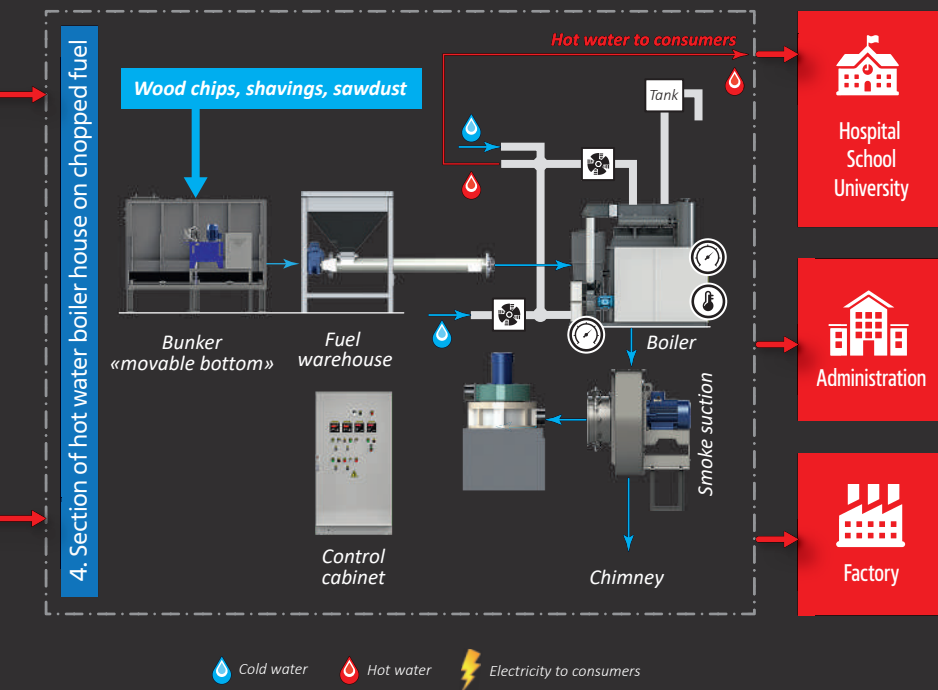 4. Section of hot water boiler house on chopped fuel
Hot water to consumers
Wood chips, shavings, sawdust
Tank
Hospital
School
University
Bunker
«movable bottom»
Fuel
warehouse
Boiler
Administration
Smoke suction
Control
cabinet
Chimney
Factory
Cold water
Hot water
Electricity to consumers